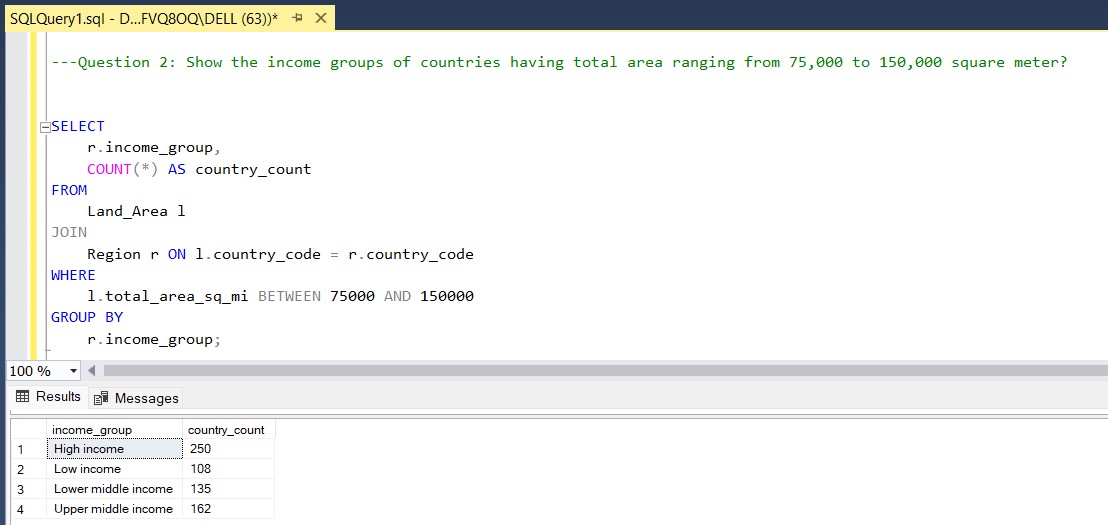 SQLQuery1.sql - D...FVQ8OQ\DELL (63))*
---Question 2: Show the income groups of countries having total area ranging from 75,000 to 150,000 square meter?
SELECT
r.income_group,
COUNT(*) AS country_count
FROM
Land_Area l
JOIN
Region r ON l.country_code = r.country_code
WHERE
l.total_area_sq_mi BETWEEN 75000 AND 150000
GROUP BY
r.income_group;
100 %
Results Messages
income_group country_count
1 High income 250
2 Low income 108
3 Lower middle income 135
4 Upper middle income 162